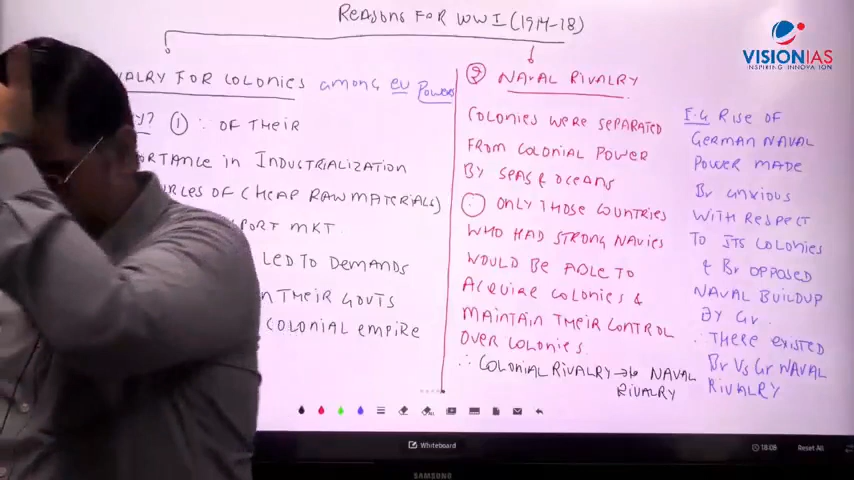 REASONS FOR WW I (1914-18)
VISIONIAS
INSPIRING INNOVATION
VALRY FOR COLONIES among EU Powers
? ① ∵ OF THEIR
ORTANCE in INDUSTRIALIZATION
RCES OF CHEAP RAW MATERIALS)
PORT MKT
LED TO DEMANDS
THEIR GOVTS
COLONIAL EMPIRE
② NAVAL RIVALRY
COLONIES WERE SEPARATED
FROM COLONIAL POWER
BY SEAS & OCEANS
∴ ONLY THOSE COUNTRIES
WHO HAD STRONG NAVIES
WOULD BE ABLE TO
ACQUIRE COLONIES &
MAINTAIN THEIR CONTROL
OVER COLONIES
∴ COLONIAL RIVALRY → NAVAL
RIVALRY
E.G RISE OF
GERMAN NAVAL
POWER MADE
Br ANXIOUS
WITH RESPECT
TO ITS COLONIES
& Br OPPOSED
NAVAL BUILDUP
BY Gr.
∴ THERE EXISTED
Br Vs Gr NAVAL
RIVALRY
Whiteboard
18:09
Reset All
SAMSUNG